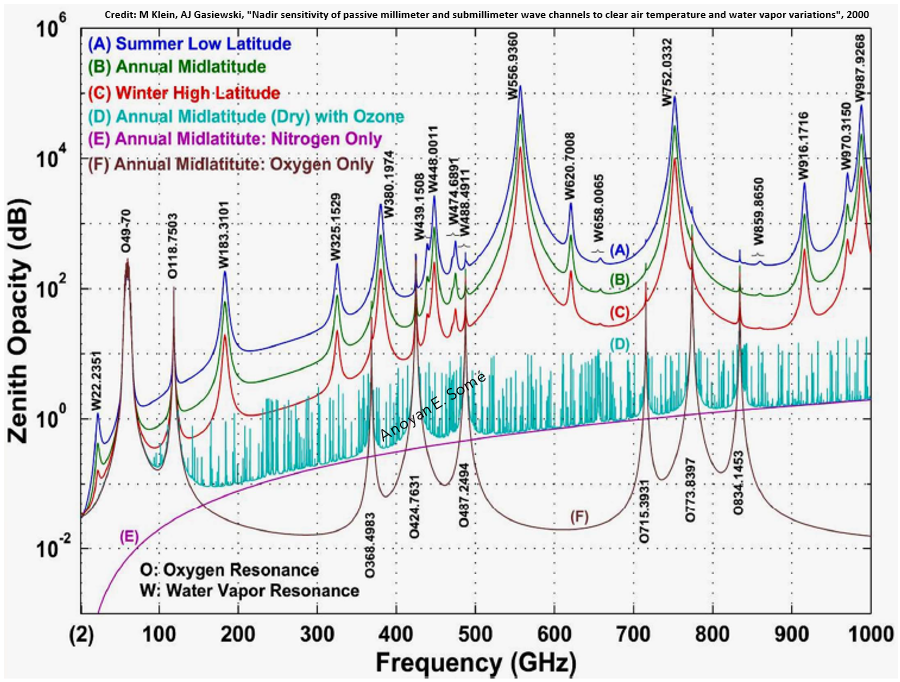 Credit: M Klein, AJ Gasiewski, "Nadir sensitivity of passive millimeter and submillimeter wave channels to clear air temperature and water vapor variations", 2000
(A) Summer Low Latitude
(B) Annual Midlatitude
(C) Winter High Latitude
(D) Annual Midlatitude (Dry) with Ozone
(E) Annual Midlatitute: Nitrogen Only
(F) Annual Midlatitute: Oxygen Only
Zenith Opacity (dB)
10^6
10^4
10^2
10^0
10^-2
W22.2351
O49-70
O118.7503
W183.3101
W325.1529
W380.1974
W439.1508
W448.0011
W474.6891
W488.4911
W556.9360
W620.7008
W658.0065
W752.0332
W859.8650
W916.1716
W970.3150
W987.9268
(A)
(B)
(C)
(D)
Anoyan E. Somé
O368.4983
O424.7631
O487.2494
O715.3931
O773.8397
O834.1453
(E)
(F)
O: Oxygen Resonance
W: Water Vapor Resonance
(2) 100 200 300 400 500 600 700 800 900 1000
Frequency (GHz)